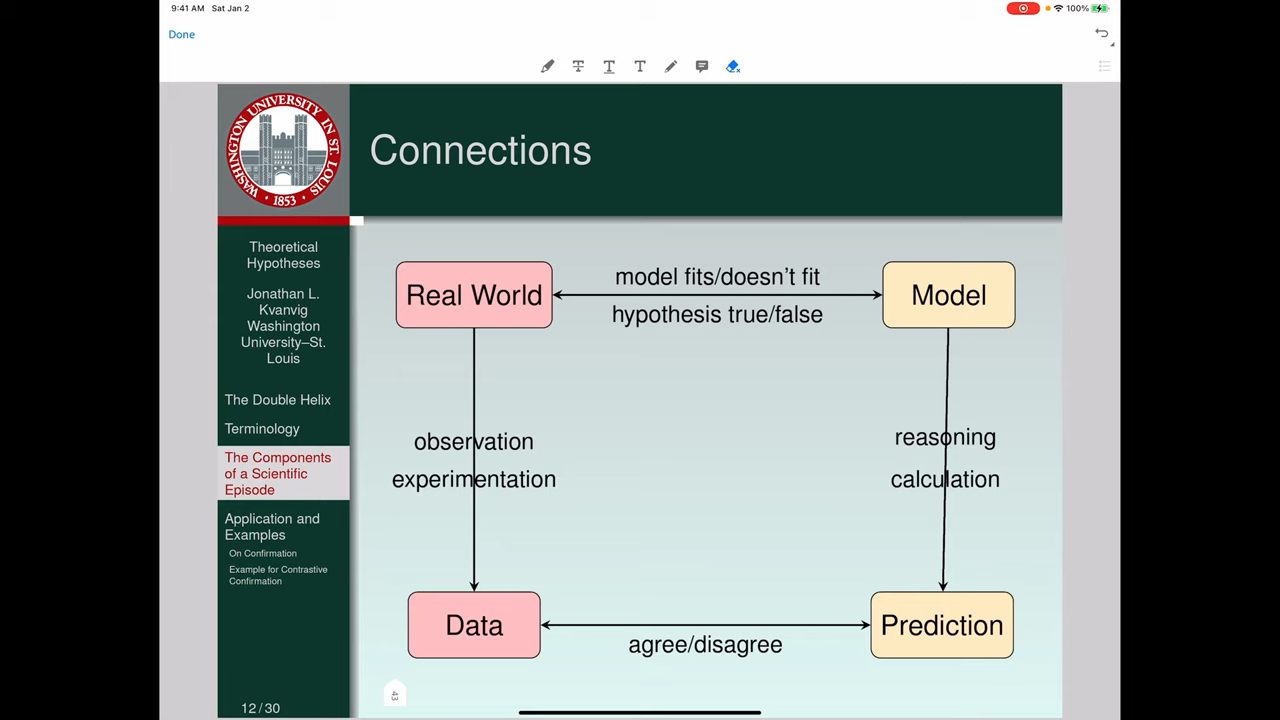 9:41 AM Sat Jan 2
100%
Done
T
T
T
WASHINGTON UNIVERSITY IN ST. LOUIS
1853
Connections
Theoretical
Hypotheses
Jonathan L.
Kvanvig
Washington
University–St.
Louis
The Double Helix
Terminology
The Components
of a Scientific
Episode
Application and
Examples
On Confirmation
Example for Contrastive
Confirmation
12 / 30
Real World
model fits/doesn't fit
hypothesis true/false
Model
observation
experimentation
reasoning
calculation
Data
agree/disagree
Prediction
43